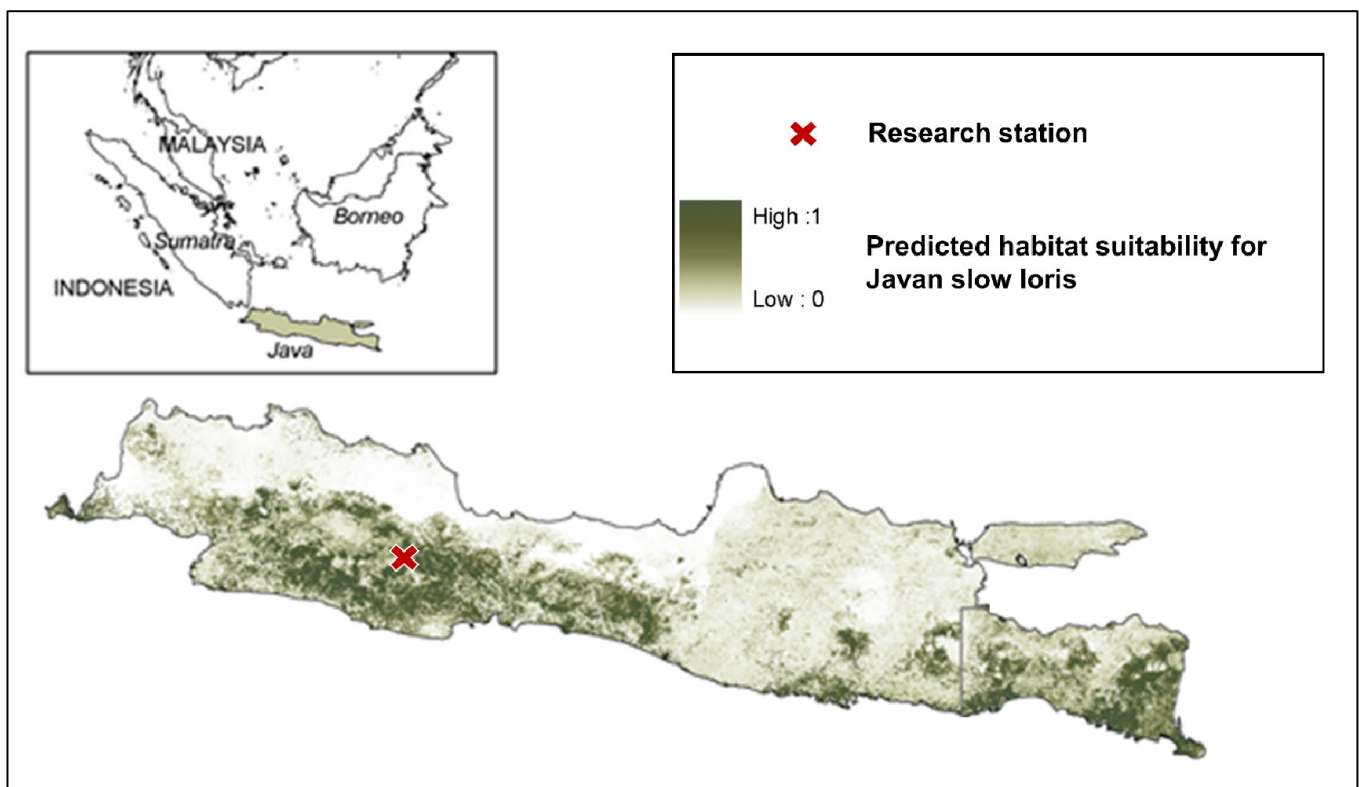 MALAYSIA
Borneo
Sumatra
INDONESIA
Java
Research station
High :1
Low : 0
Predicted habitat suitability for
Javan slow loris